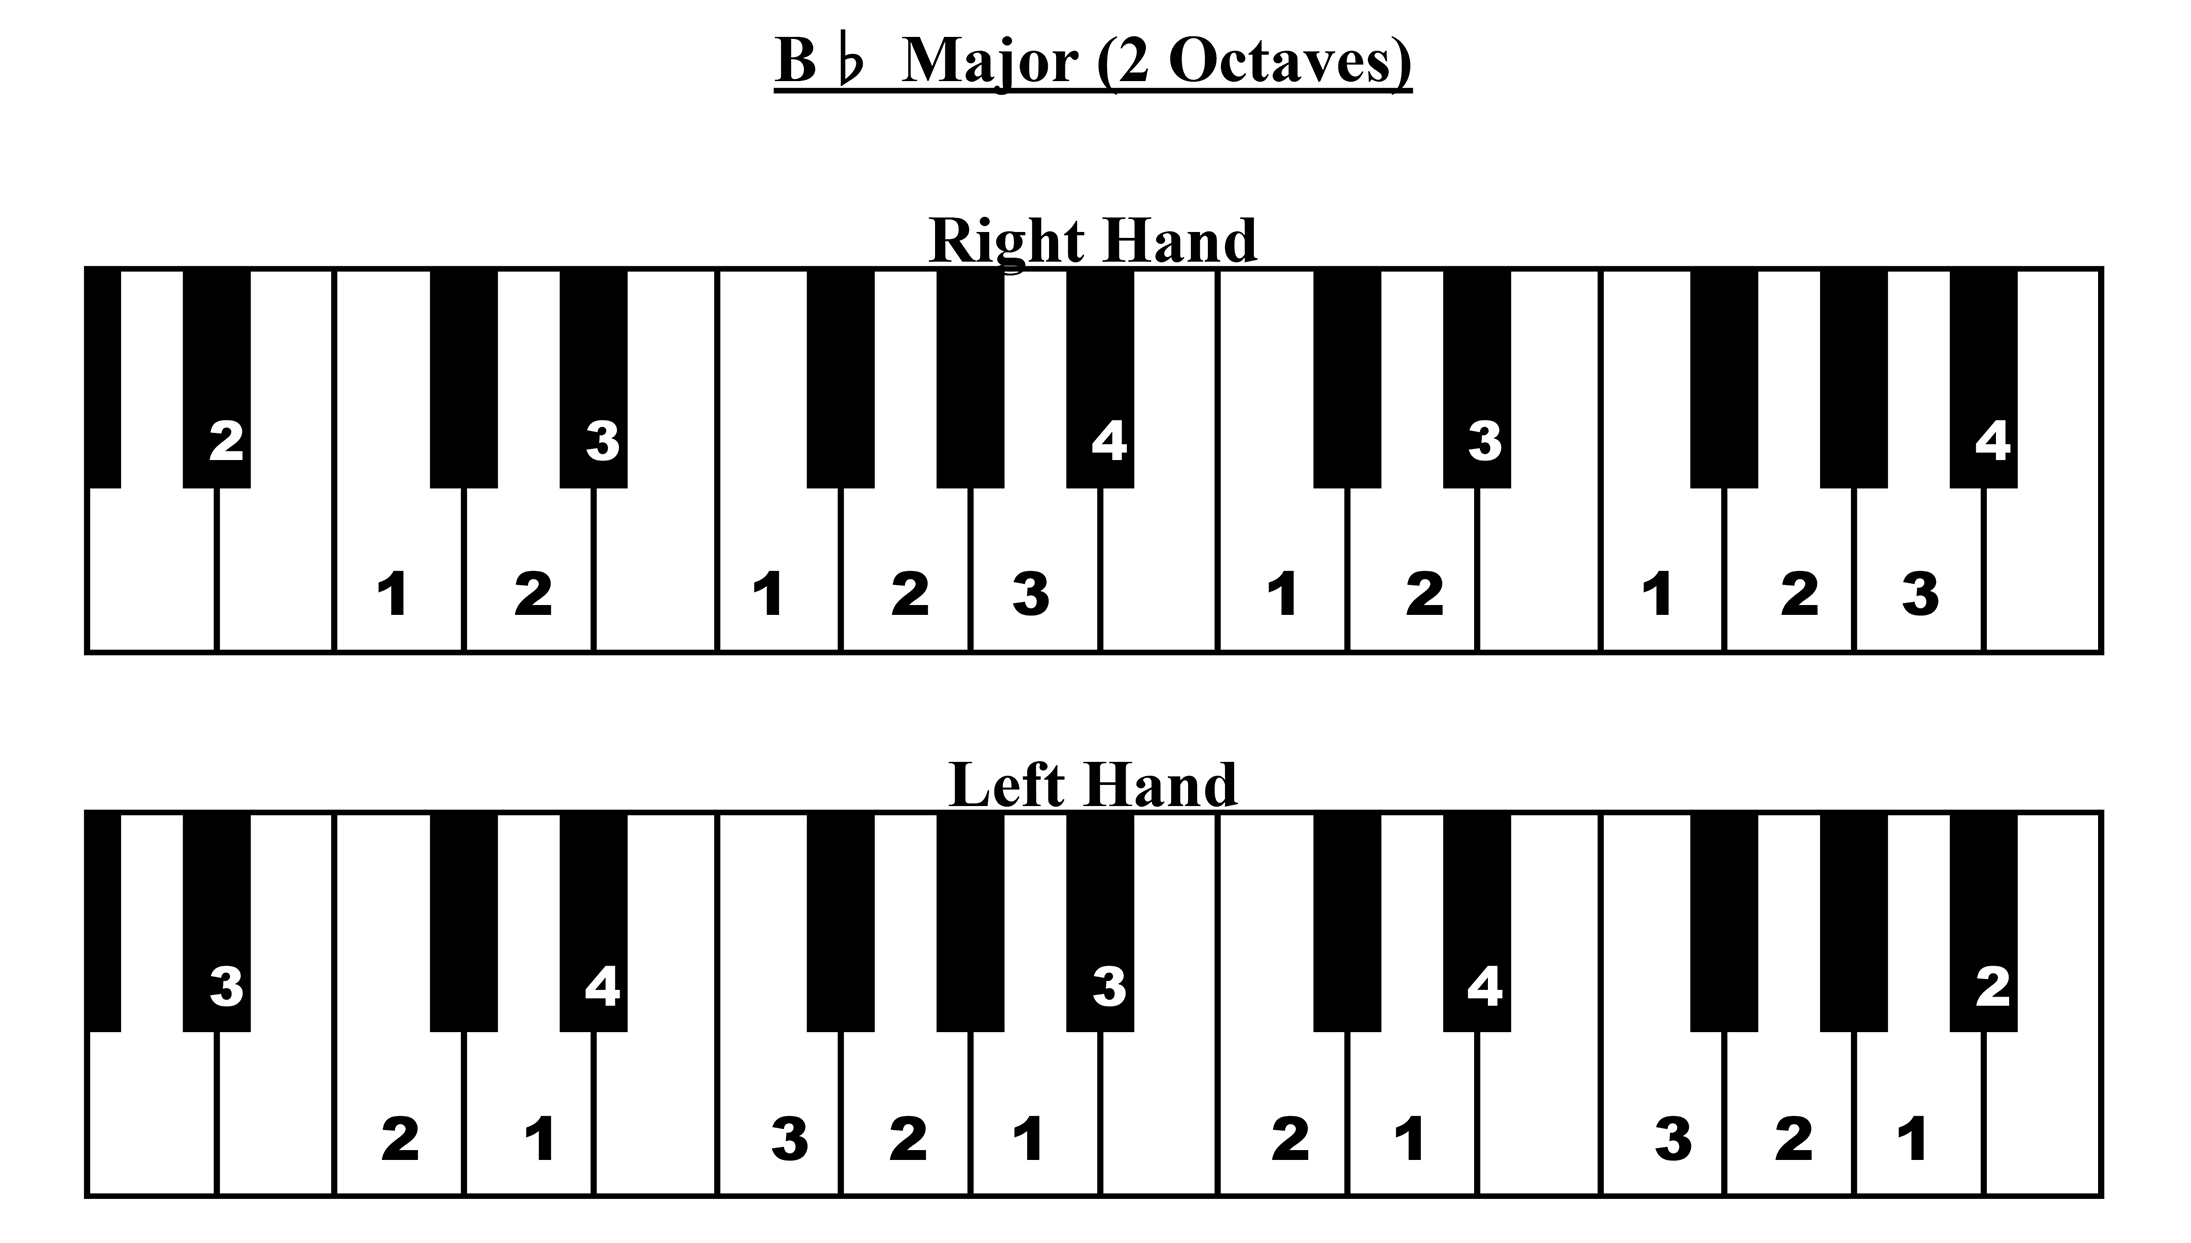 B♭ Major (2 Octaves)
Right Hand
2 3 4 3 4
1 2 1 2 3 1 2 1 2 3
Left Hand
3 4 3 4 2
2 1 3 2 1 2 1 3 2 1